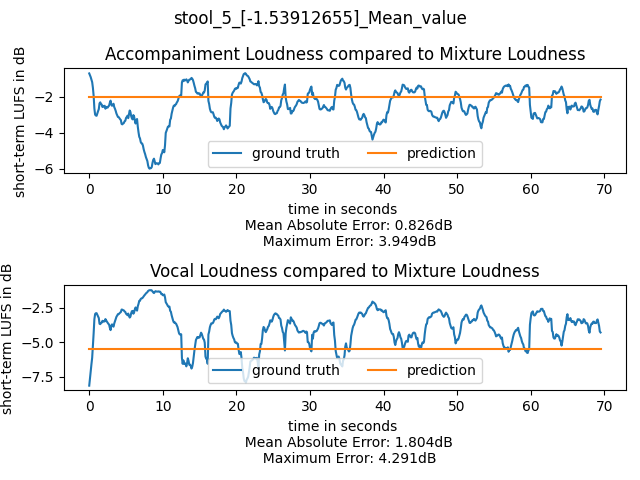 stool_5_[-1.53912655]_Mean_value
Accompaniment Loudness compared to Mixture Loudness
short-term LUFS in dB
−2
−4
−6
ground truth
prediction
0 10 20 30 40 50 60 70
time in seconds
Mean Absolute Error: 0.826dB
Maximum Error: 3.949dB
Vocal Loudness compared to Mixture Loudness
short-term LUFS in dB
−2.5
−5.0
−7.5
ground truth
prediction
0 10 20 30 40 50 60 70
time in seconds
Mean Absolute Error: 1.804dB
Maximum Error: 4.291dB